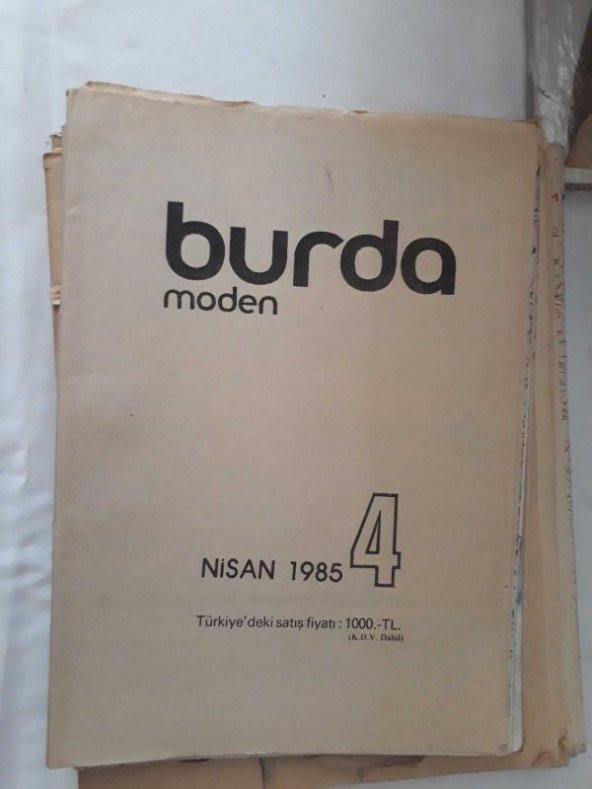 burda
moden
NiSAN 1985 4
Türkiye'deki satış fiyatı : 1000.-TL.
(K.D.V. Dahil)